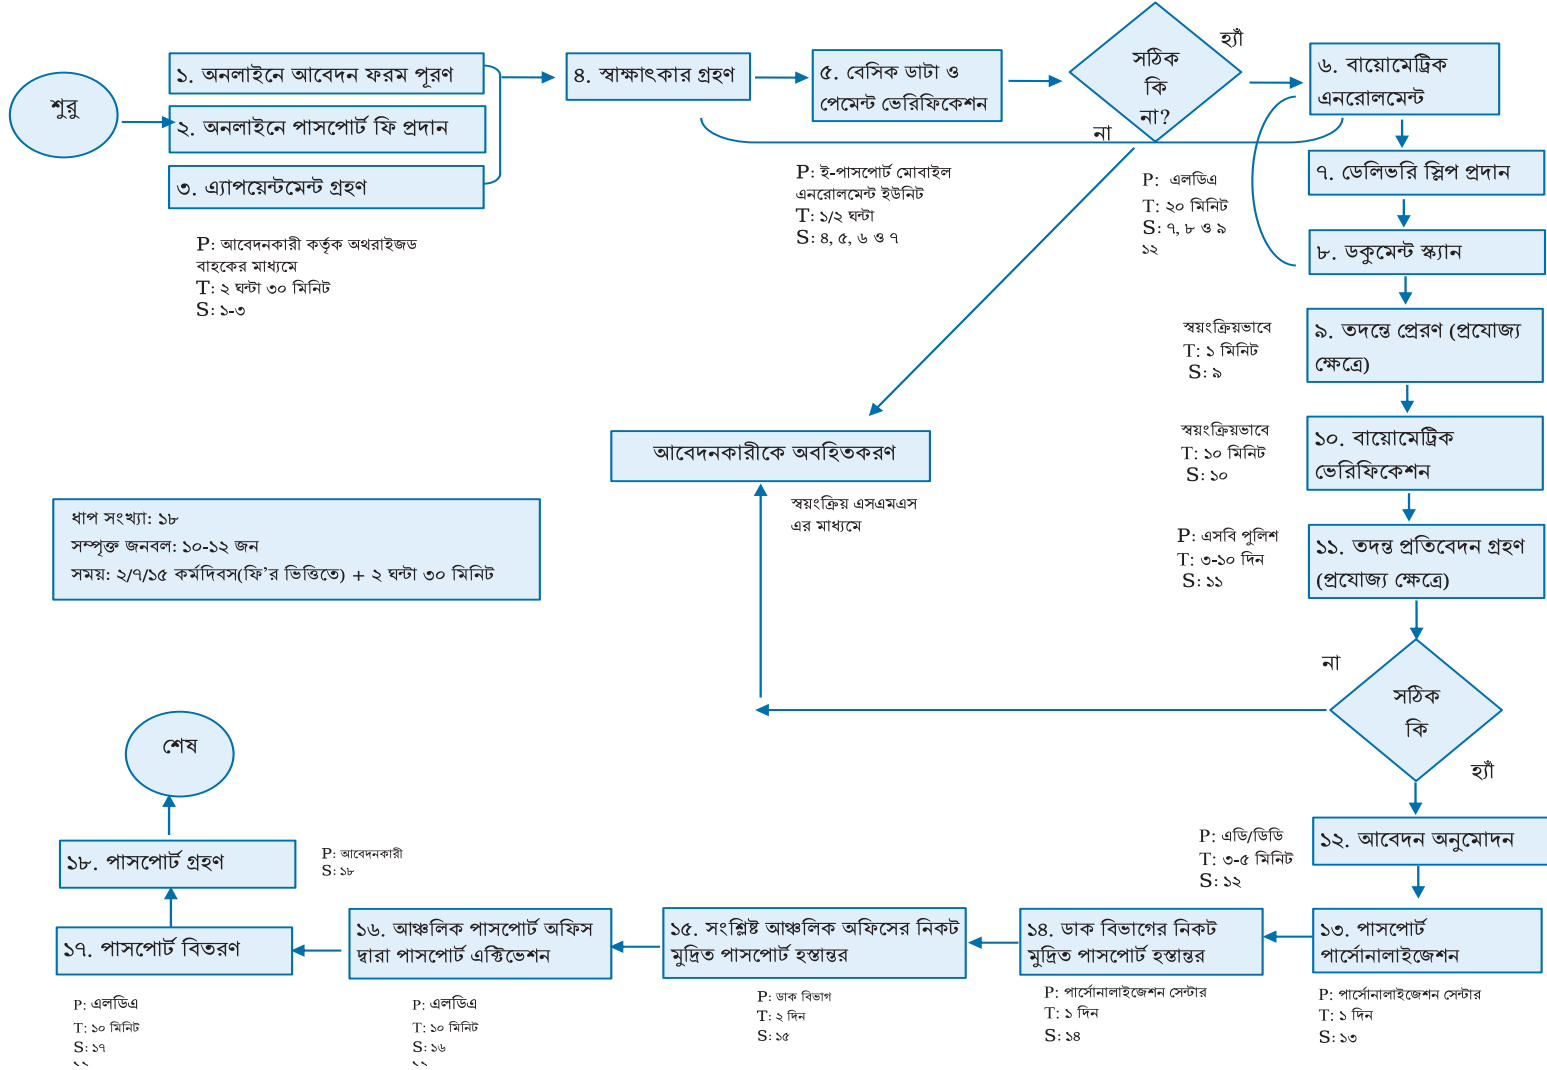 শুরু
১. অনলাইনে আবেদন ফরম পূরণ
২. অনলাইনে পাসপোর্ট ফি প্রদান
৩. এ্যাপয়েন্টমেন্ট গ্রহণ
P: আবেদনকারী কর্তৃক অথরাইজড
বাহকের মাধ্যমে
T: ২ ঘন্টা ৩০ মিনিট
S: ১-৩
৪. স্বাক্ষাৎকার গ্রহণ
৫. বেসিক ডাটা ও
পেমেন্ট ভেরিফিকেশন
P: ই-পাসপোর্ট মোবাইল
এনরোলমেন্ট ইউনিট
T: ১/২ ঘন্টা
S: ৪, ৫, ৬ ও ৭
সঠিক
কি
না?
হ্যাঁ
না
৬. বায়োমেট্রিক
এনরোলমেন্ট
P: এলডিএ
T: ২০ মিনিট
S: ৭, ৮ ও ৯
১২
৭. ডেলিভরি স্লিপ প্রদান
৮. ডকুমেন্ট স্ক্যান
স্বয়ংক্রিয়ভাবে
T: ১ মিনিট
S: ৯
৯. তদন্তে প্রেরণ (প্রযোজ্য
ক্ষেত্রে)
স্বয়ংক্রিয়ভাবে
T: ১০ মিনিট
S: ১০
১০. বায়োমেট্রিক
ভেরিফিকেশন
আবেদনকারীকে অবহিতকরণ
স্বয়ংক্রিয় এসএমএস
এর মাধ্যমে
ধাপ সংখ্যা: ১৮
সম্পৃক্ত জনবল: ১০-১২ জন
সময়: ২/৭/১৫ কর্মদিবস(ফি'র ভিত্তিতে) + ২ ঘন্টা ৩০ মিনিট
P: এসবি পুলিশ
T: ৩-১০ দিন
S: ১১
১১. তদন্ত প্রতিবেদন গ্রহণ
(প্রযোজ্য ক্ষেত্রে)
না
সঠিক
কি
হ্যাঁ
P: এডি/ডিডি
T: ৩-৫ মিনিট
S: ১২
১২. আবেদন অনুমোদন
১৩. পাসপোর্ট
পার্সোনালাইজেশন
P: পার্সোনালাইজেশন সেন্টার
T: ১ দিন
S: ১৩
১৪. ডাক বিভাগের নিকট
মুদ্রিত পাসপোর্ট হস্তান্তর
P: পার্সোনালাইজেশন সেন্টার
T: ১ দিন
S: ১৪
১৫. সংশ্লিষ্ট আঞ্চলিক অফিসের নিকট
মুদ্রিত পাসপোর্ট হস্তান্তর
P: ডাক বিভাগ
T: ২ দিন
S: ১৫
১৬. আঞ্চলিক পাসপোর্ট অফিস
দ্বারা পাসপোর্ট এক্টিভেশন
P: এলডিএ
T: ১০ মিনিট
S: ১৬
১৭. পাসপোর্ট বিতরণ
P: এলডিএ
T: ১০ মিনিট
S: ১৭
১৮. পাসপোর্ট গ্রহণ
P: আবেদনকারী
S: ১৮
শেষ